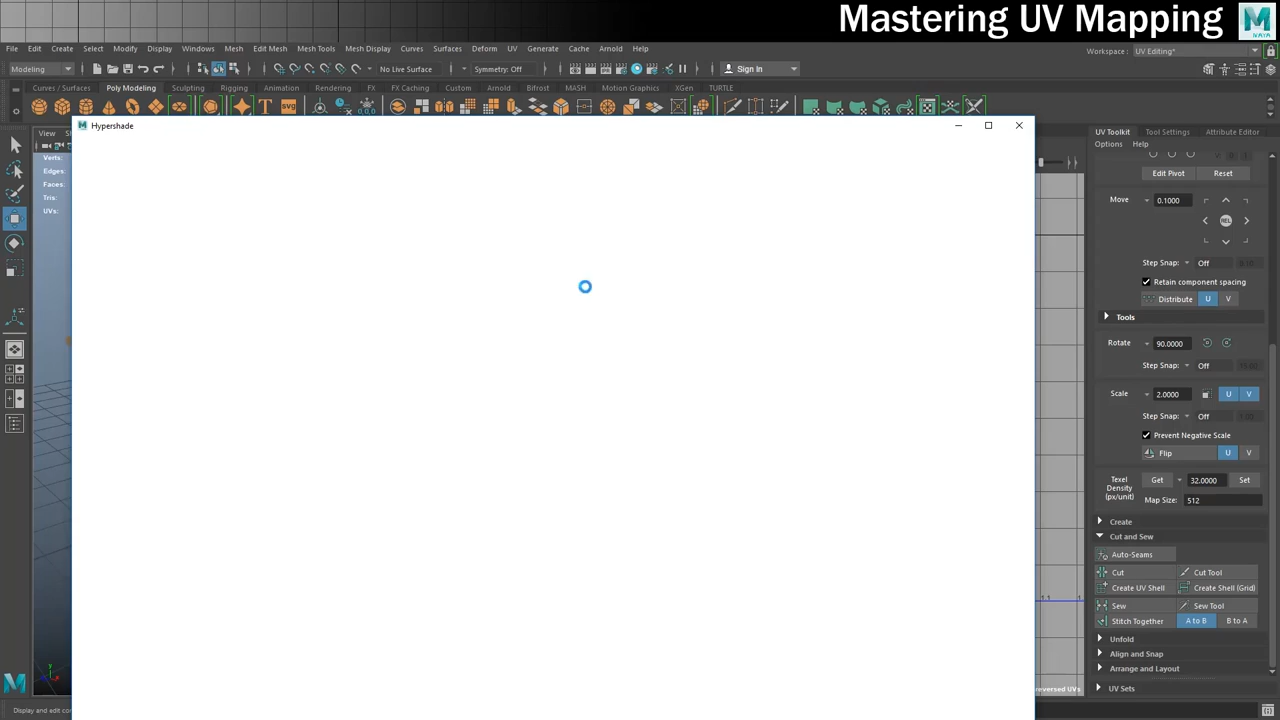 Mastering UV Mapping
MAYA
File Edit Create Select Modify Display Windows Mesh Edit Mesh Mesh Tools Mesh Display Curves Surfaces Deform UV Generate Cache Arnold Help
Workspace : UV Editing*
Modeling No Live Surface Symmetry: Off Sign In
Curves / Surfaces Poly Modeling Sculpting Rigging Animation Rendering FX FX Caching Custom Arnold Bifrost MASH Motion Graphics XGen TURTLE
Hypershade
View
Verts:
Edges:
Faces:
Tris:
UVs:
UV Toolkit Tool Settings Attribute Editor
Options Help
Edit Pivot Reset
Move 0.1000
REL
Step Snap: Off
Retain component spacing
Distribute U V
Tools
Rotate 90.0000
Step Snap: Off
Scale 2.0000 U V
Step Snap: Off
Prevent Negative Scale
Flip U V
Texel Density (px/unit) Get 32.0000 Set
Map Size: 512
Create
Cut and Sew
Auto-Seams
Cut Cut Tool
Create UV Shell Create Shell (Grid)
Sew Sew Tool
Stitch Together A to B B to A
Unfold
Align and Snap
Arrange and Layout
UV Sets
1.1
reversed UVs
Display and edit con